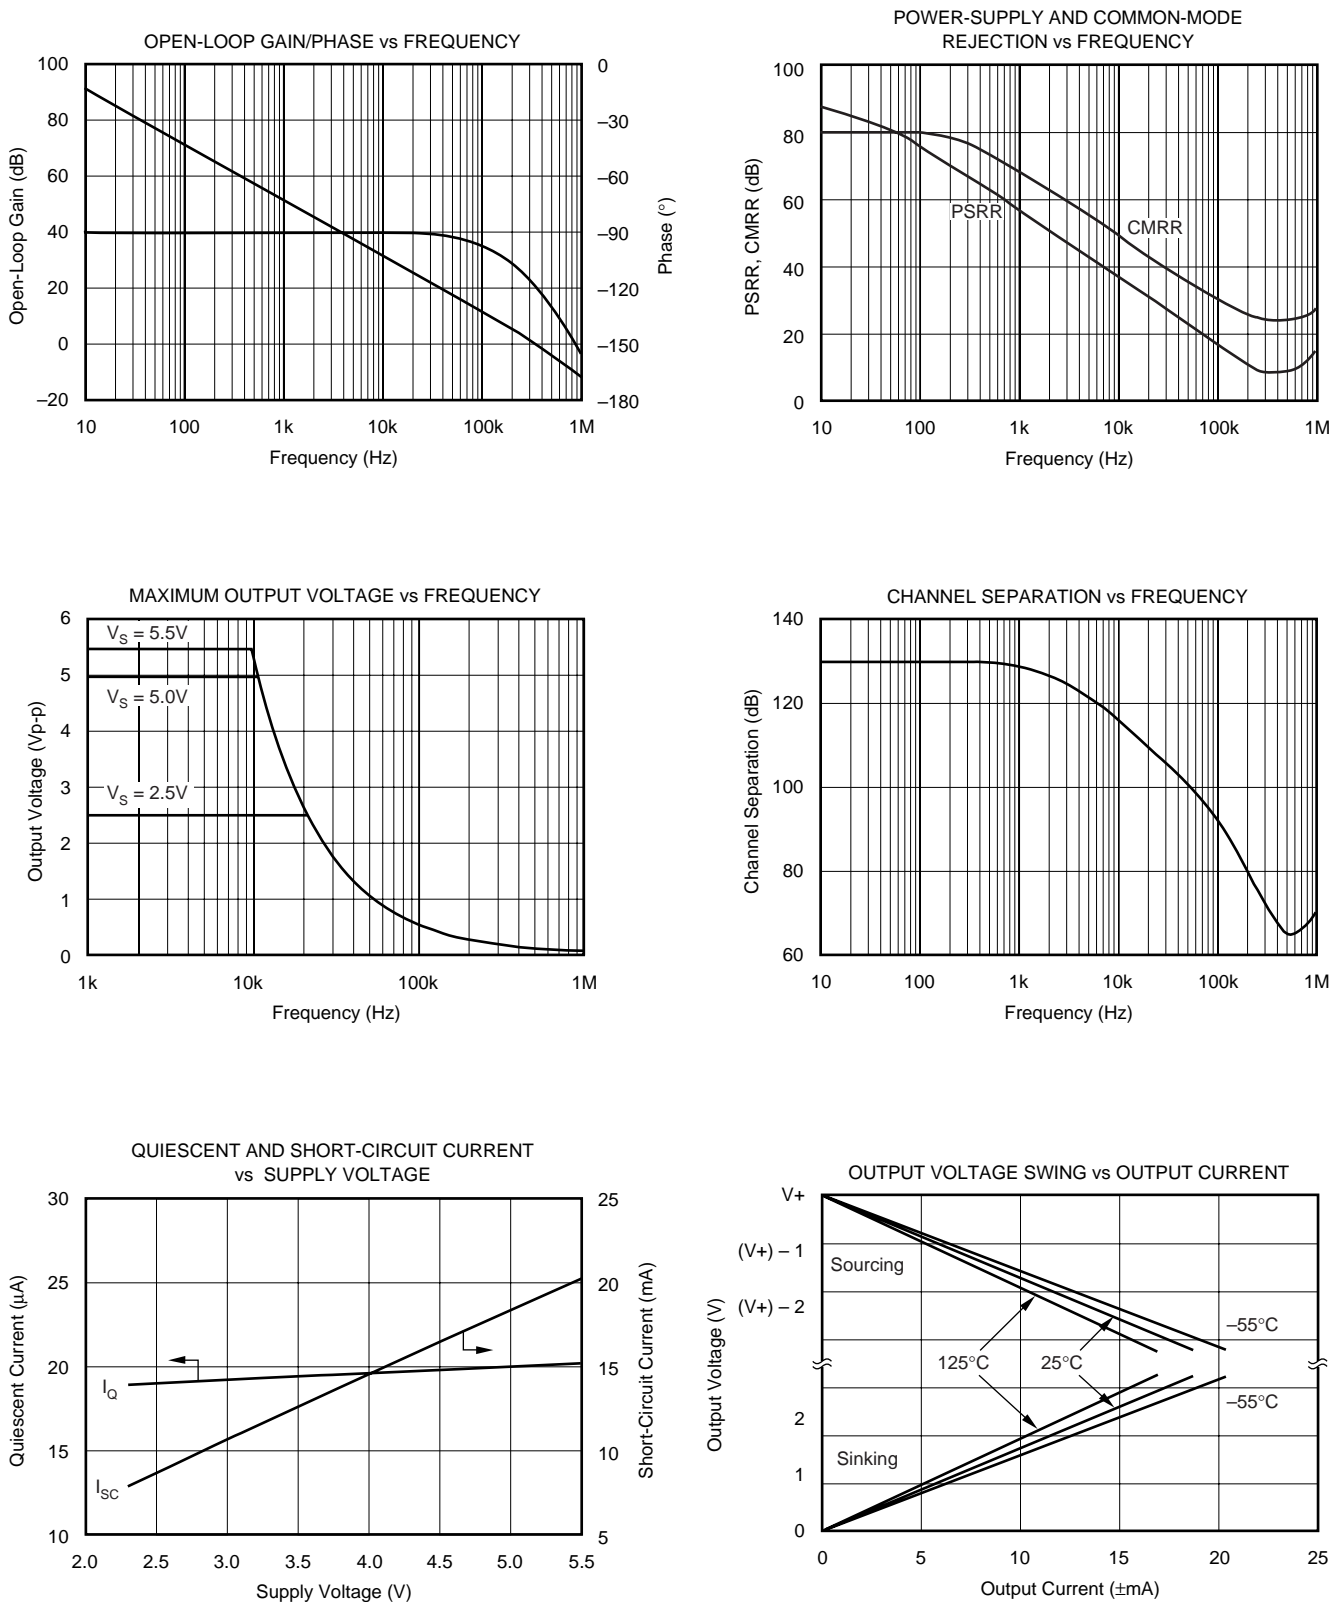 OPEN-LOOP GAIN/PHASE vs FREQUENCY
100
80
60
40
20
0
–20
Open-Loop Gain (dB)
0
–30
–60
–90
–120
–150
–180
Phase (°)
10 100 1k 10k 100k 1M
Frequency (Hz)
POWER-SUPPLY AND COMMON-MODE
REJECTION vs FREQUENCY
100
80
60
40
20
0
PSRR, CMRR (dB)
PSRR
CMRR
10 100 1k 10k 100k 1M
Frequency (Hz)
MAXIMUM OUTPUT VOLTAGE vs FREQUENCY
6
5
4
3
2
1
0
Output Voltage (Vp-p)
VS = 5.5V
VS = 5.0V
VS = 2.5V
1k 10k 100k 1M
Frequency (Hz)
CHANNEL SEPARATION vs FREQUENCY
140
120
100
80
60
Channel Separation (dB)
10 100 1k 10k 100k 1M
Frequency (Hz)
QUIESCENT AND SHORT-CIRCUIT CURRENT
vs SUPPLY VOLTAGE
30
25
20
15
10
Quiescent Current (µA)
IQ
ISC
25
20
15
10
5
Short-Circuit Current (mA)
2.0 2.5 3.0 3.5 4.0 4.5 5.0 5.5
Supply Voltage (V)
OUTPUT VOLTAGE SWING vs OUTPUT CURRENT
V+
(V+) – 1
(V+) – 2
2
1
0
Output Voltage (V)
Sourcing
–55°C
125°C 25°C
–55°C
Sinking
0 5 10 15 20 25
Output Current (±mA)